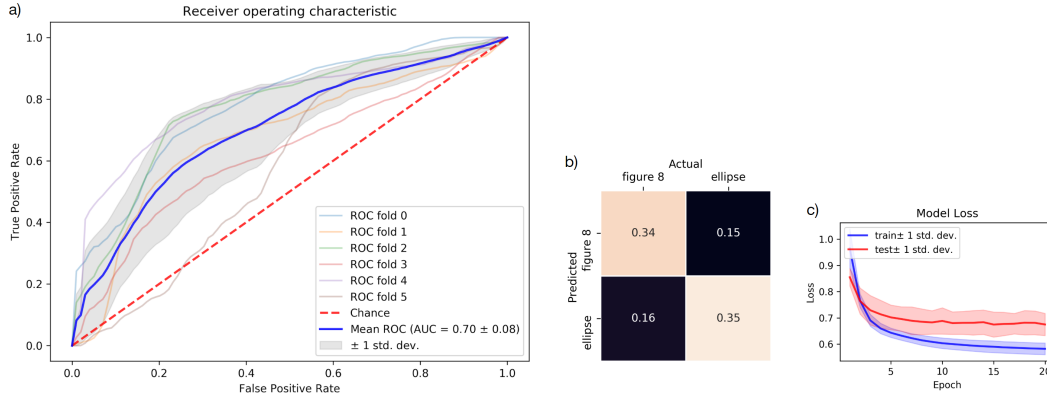 a)
Receiver operating characteristic
True Positive Rate
1.0
0.8
0.6
0.4
0.2
0.0
0.0 0.2 0.4 0.6 0.8 1.0
False Positive Rate
ROC fold 0
ROC fold 1
ROC fold 2
ROC fold 3
ROC fold 4
ROC fold 5
Chance
Mean ROC (AUC = 0.70 ± 0.08)
± 1 std. dev.
b)
Actual
figure 8 ellipse
Predicted
figure 8
ellipse
0.34 0.15
0.16 0.35
c)
Model Loss
train± 1 std. dev.
test± 1 std. dev.
Loss
1.0
0.9
0.8
0.7
0.6
5 10 15 20
Epoch